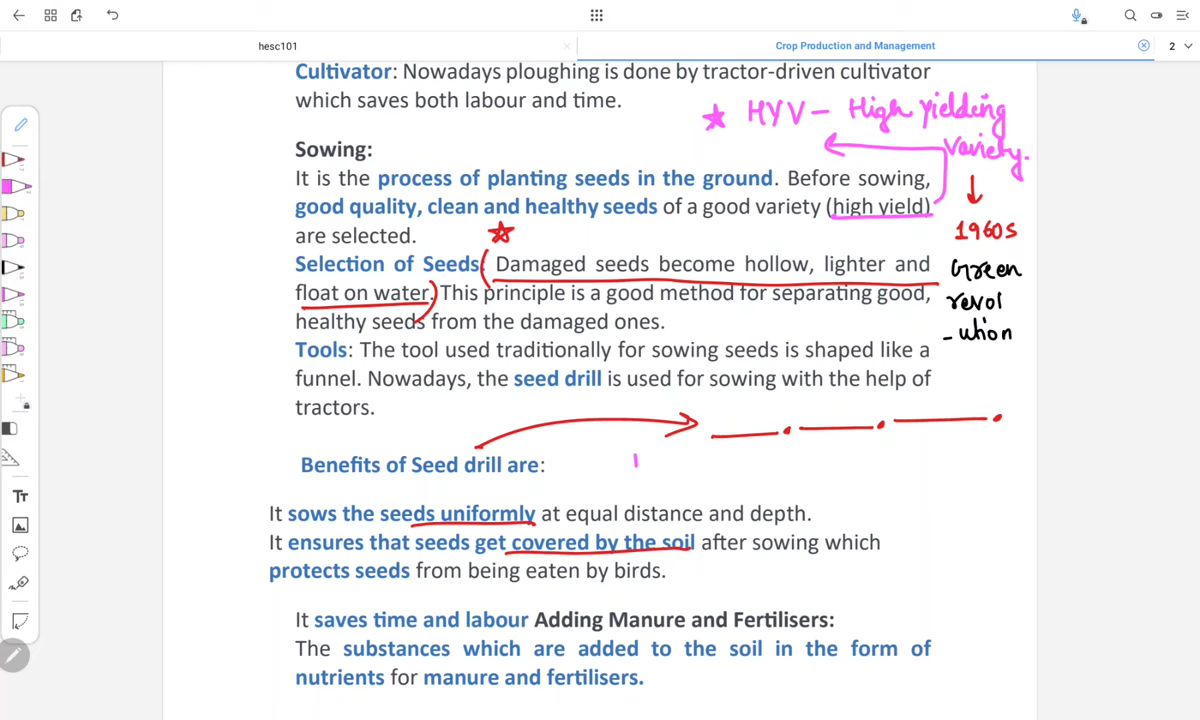 hesc101
Crop Production and Management
2
Cultivator: Nowadays ploughing is done by tractor-driven cultivator
which saves both labour and time.
HYV - High Yielding
Variety.
Sowing:
It is the process of planting seeds in the ground. Before sowing,
good quality, clean and healthy seeds of a good variety (high yield)
are selected.
1960s
Green
revol
-ution
Selection of Seeds: Damaged seeds become hollow, lighter and
float on water. This principle is a good method for separating good,
healthy seeds from the damaged ones.
Tools: The tool used traditionally for sowing seeds is shaped like a
funnel. Nowadays, the seed drill is used for sowing with the help of
tractors.
Benefits of Seed drill are:
It sows the seeds uniformly at equal distance and depth.
It ensures that seeds get covered by the soil after sowing which
protects seeds from being eaten by birds.
It saves time and labour Adding Manure and Fertilisers:
The substances which are added to the soil in the form of
nutrients for manure and fertilisers.
Tт